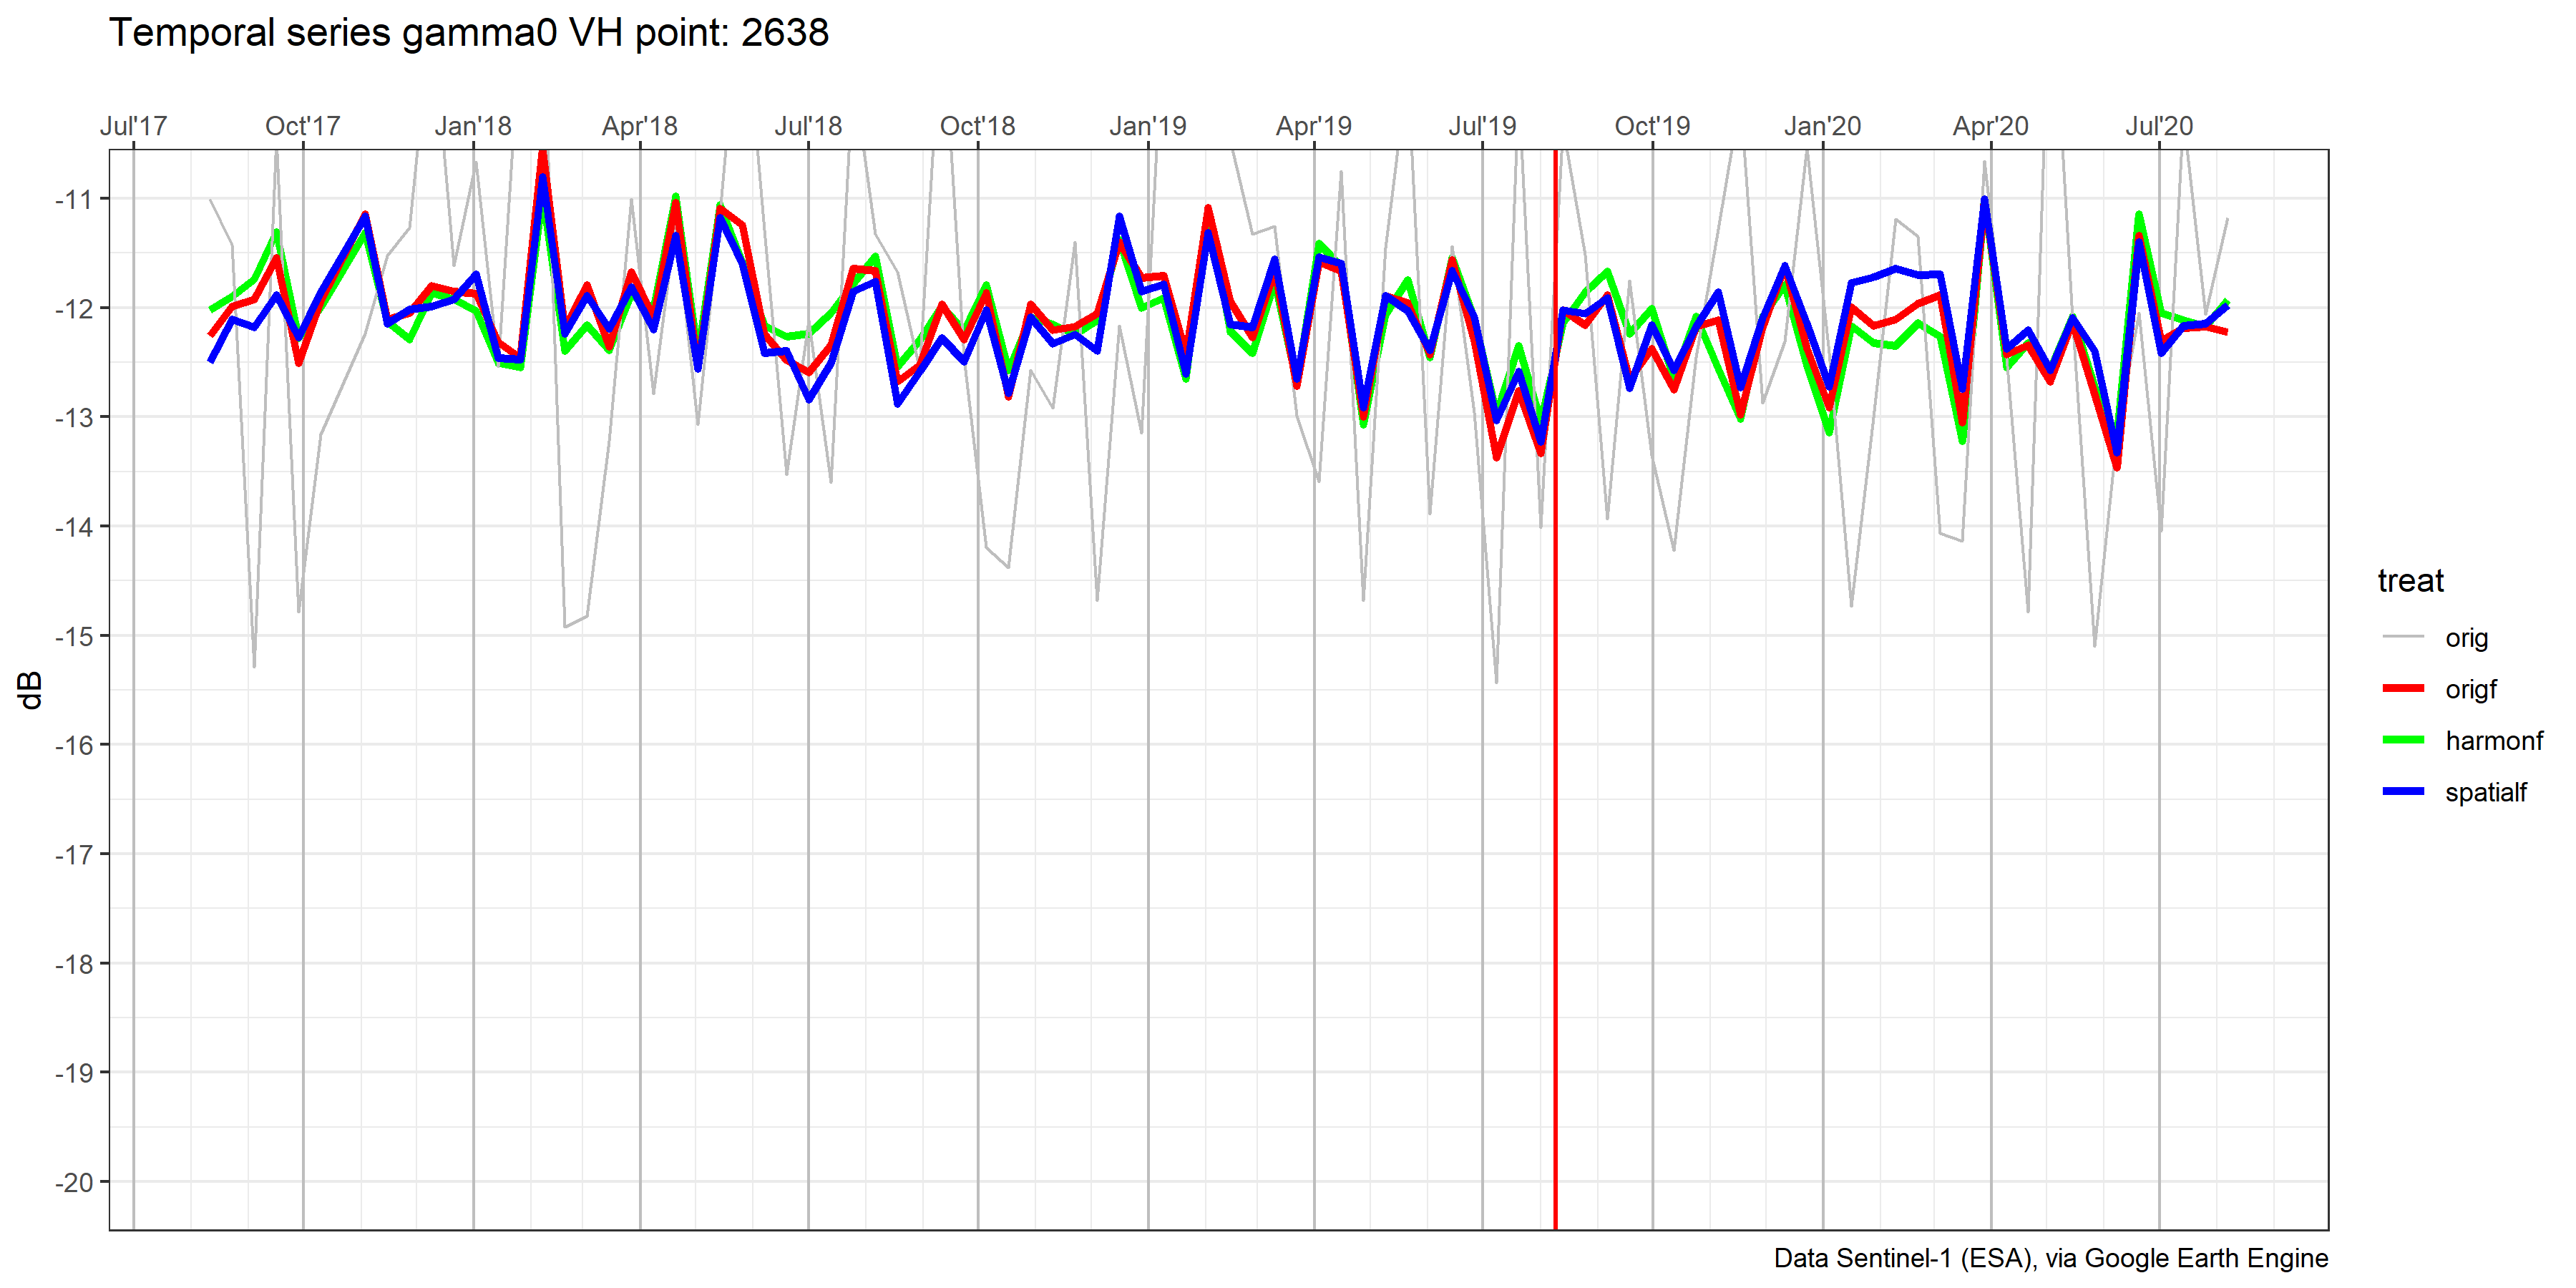 Temporal series gamma0 VH point: 2638
Jul'17 Oct'17 Jan'18 Apr'18 Jul'18 Oct'18 Jan'19 Apr'19 Jul'19 Oct'19 Jan'20 Apr'20 Jul'20
-11
-12
-13
-14
-15
-16
-17
-18
-19
-20
dB
treat
orig
origf
harmonf
spatialf
Data Sentinel-1 (ESA), via Google Earth Engine